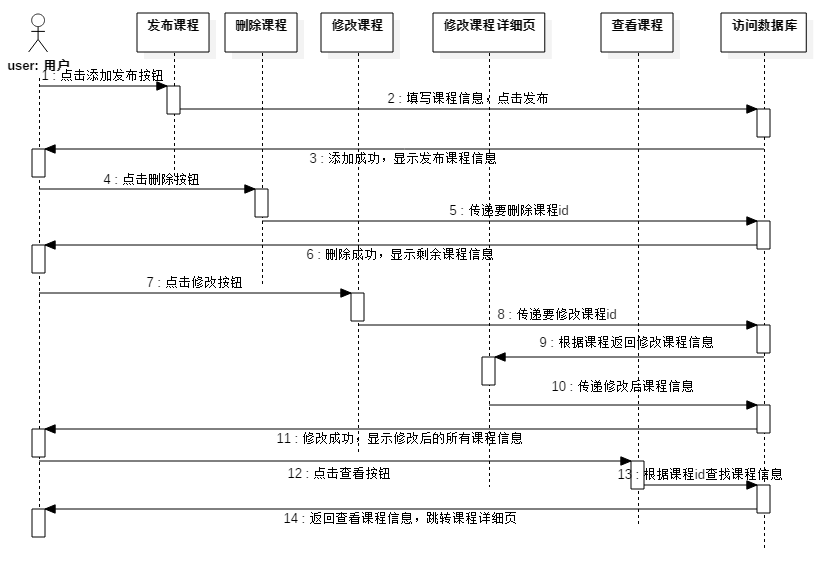 发布课程
删除课程
修改课程
修改课程详细页
查看课程
访问数据库
user: 用户
1 : 点击添加发布按钮
2 : 填写课程信息，点击发布
3 : 添加成功，显示发布课程信息
4 : 点击删除按钮
5 : 传递要删除课程id
6 : 删除成功，显示剩余课程信息
7 : 点击修改按钮
8 : 传递要修改课程id
9 : 根据课程返回修改课程信息
10 : 传递修改后课程信息
11 : 修改成功，显示修改后的所有课程信息
12 : 点击查看按钮
13 : 根据课程id查找课程信息
14 : 返回查看课程信息，跳转课程详细页